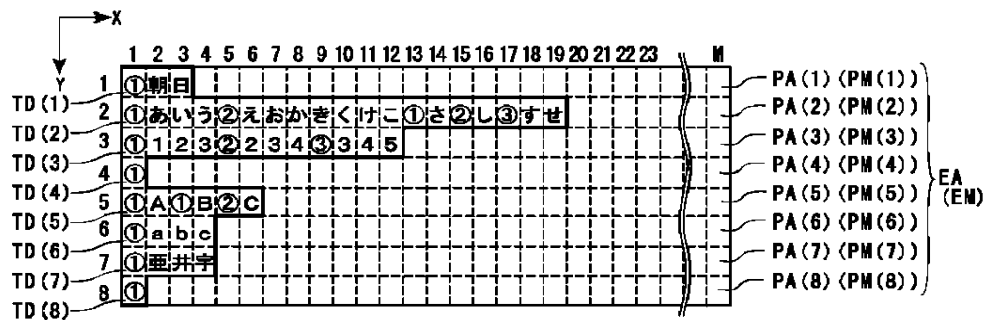 X
Y
1 2 3 4 5 6 7 8 9 10 11 12 13 14 15 16 17 18 19 20 21 22 23 M
1 ①朝日 PA(1)(PM(1))
TD(1)
2 ①あいう②えおかきくけこ①さ②し③すせ PA(2)(PM(2))
TD(2)
3 ①123②234③345 PA(3)(PM(3))
TD(3)
4 ① PA(4)(PM(4))
TD(4)
EA
(EM)
5 ①A①B②C PA(5)(PM(5))
TD(5)
6 ①abc PA(6)(PM(6))
TD(6)
7 ①亜井宇 PA(7)(PM(7))
TD(7)
8 ① PA(8)(PM(8))
TD(8)